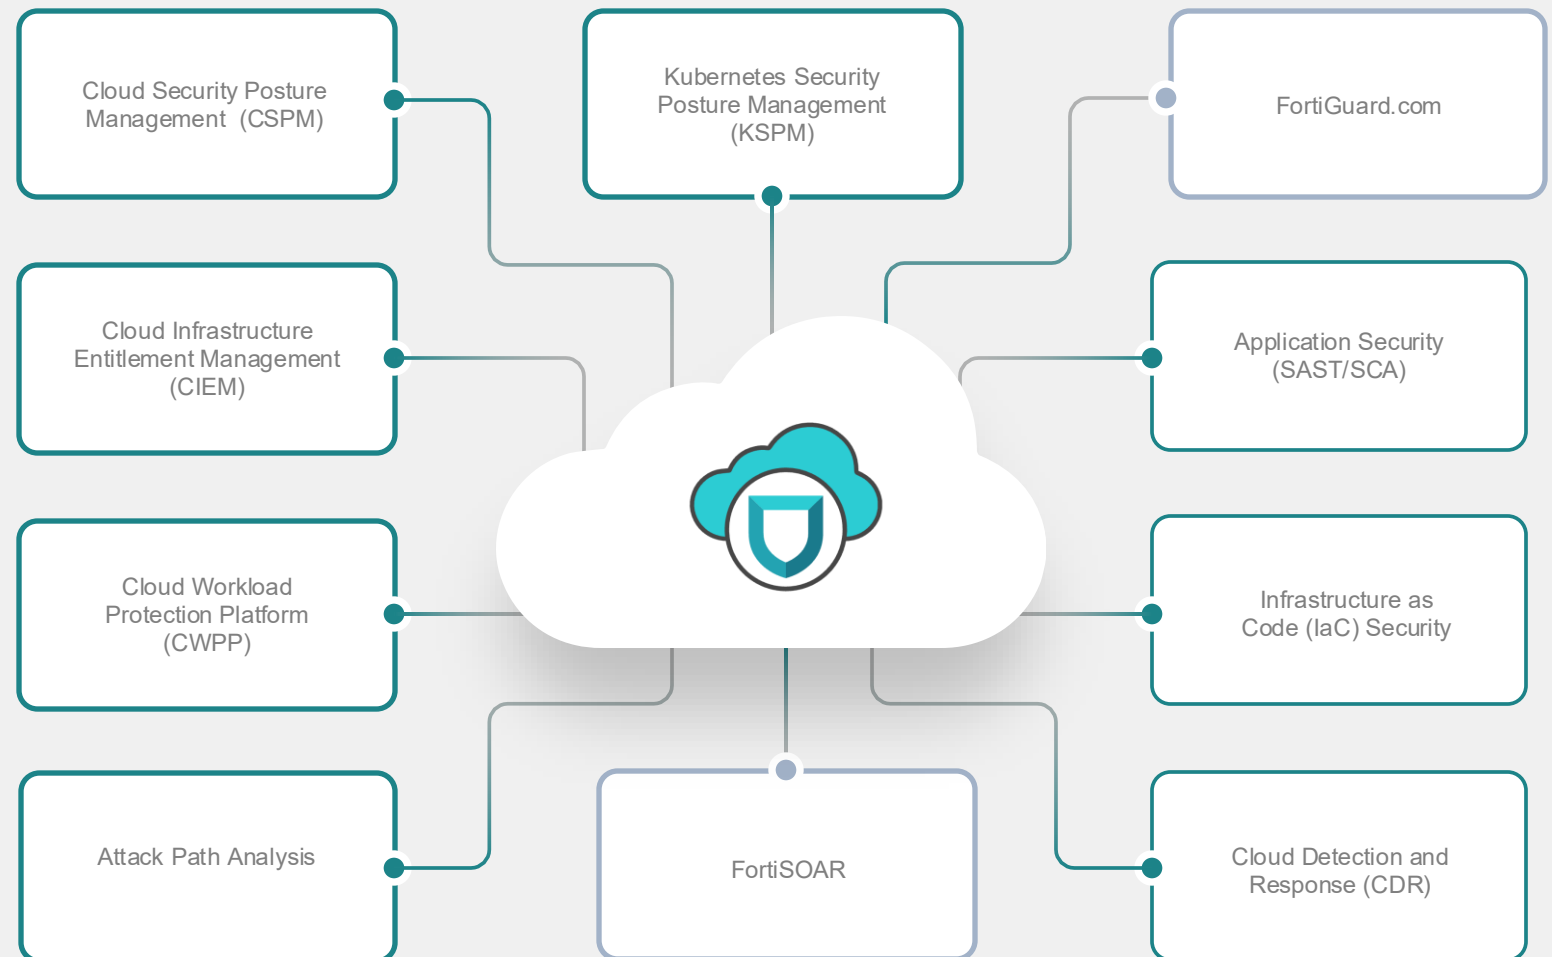 Cloud Security Posture
Management (CSPM)
Kubernetes Security
Posture Management
(KSPM)
FortiGuard.com
Cloud Infrastructure
Entitlement Management
(CIEM)
Application Security
(SAST/SCA)
Cloud Workload
Protection Platform
(CWPP)
Infrastructure as
Code (IaC) Security
Attack Path Analysis
FortiSOAR
Cloud Detection and
Response (CDR)